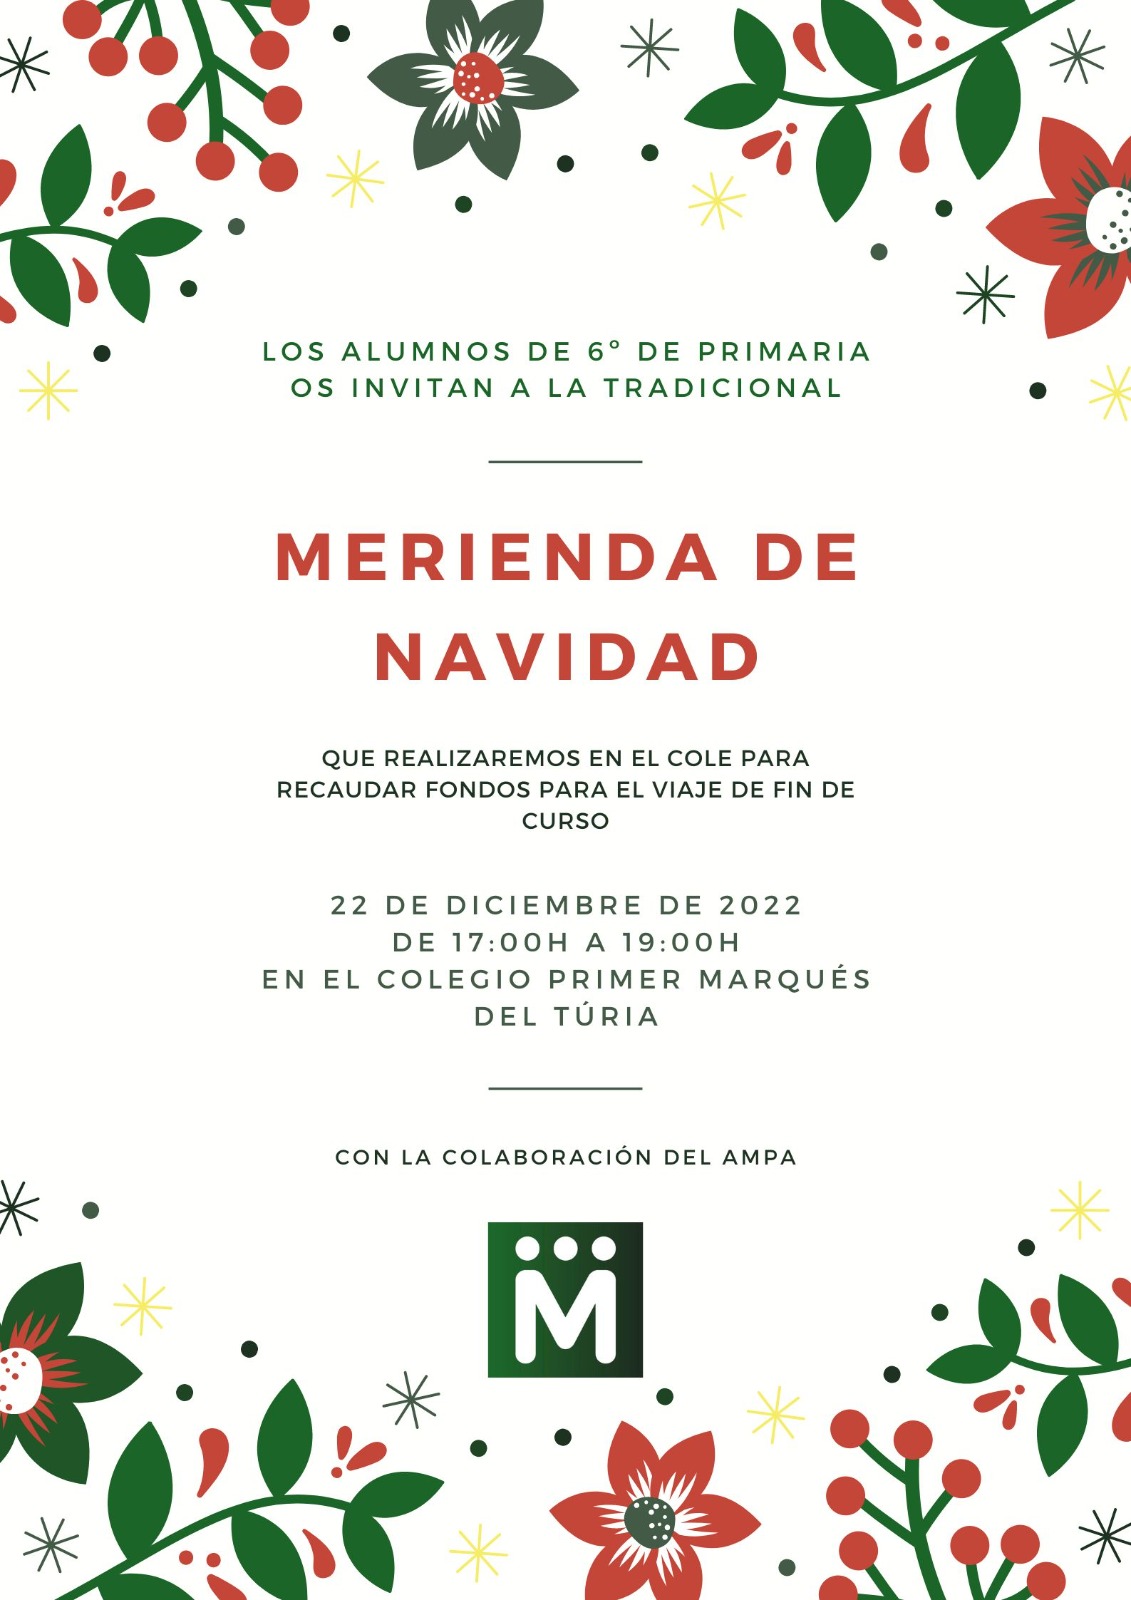 LOS ALUMNOS DE 6º DE PRIMARIA
OS INVITAN A LA TRADICIONAL
MERIENDA DE
NAVIDAD
QUE REALIZAREMOS EN EL COLE PARA
RECAUDAR FONDOS PARA EL VIAJE DE FIN DE
CURSO
22 DE DICIEMBRE DE 2022
DE 17:00H A 19:00H
EN EL COLEGIO PRIMER MARQUÉS
DEL TÚRIA
CON LA COLABORACIÓN DEL AMPA
M